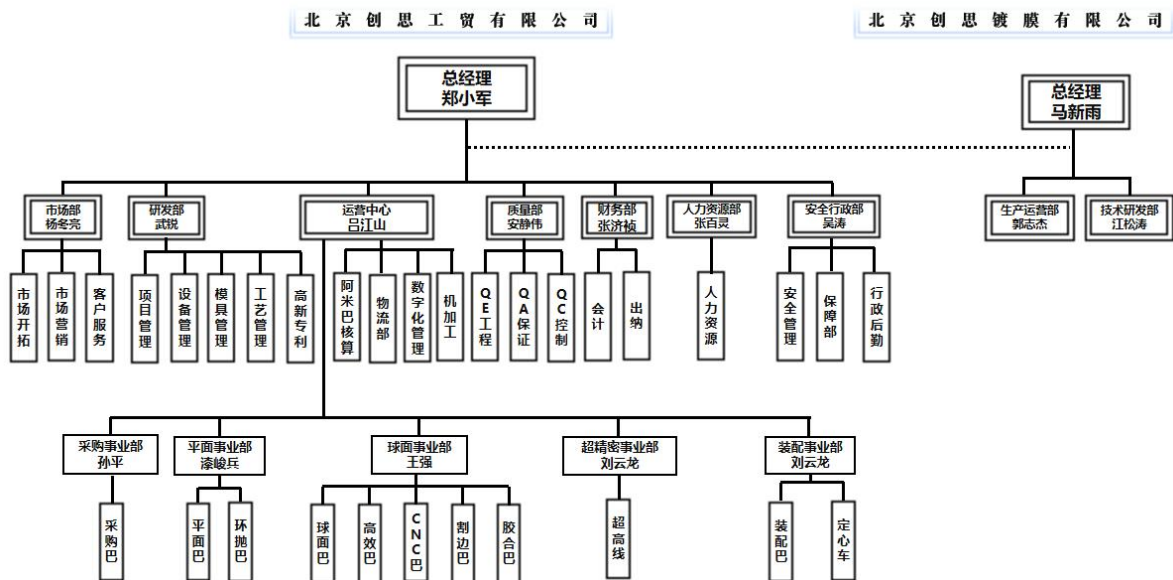 北京创思工贸有限公司
北京创思镀膜有限公司
总经理
郑小军
总经理
马新雨
市场部
杨冬亮
研发部
武锐
运营中心
吕江山
质量部
安静伟
财务部
张济桢
人力资源部
张百灵
安全行政部
吴涛
生产运营部
郭志杰
技术研发部
江松涛
市场开拓
市场营销
客户服务
项目管理
设备管理
模具管理
工艺管理
高新专利
阿米巴核算
物流部
数字化管理
机加工
QE工程
QA保证
QC控制
会计
出纳
人力资源
安全管理
保障部
行政后勤
采购事业部
孙平
平面事业部
漆峻兵
球面事业部
王强
超精密事业部
刘云龙
装配事业部
刘云龙
采购巴
平面巴
环抛巴
球面巴
高效巴
CNC巴
割边巴
胶合巴
超高线
装配巴
定心车